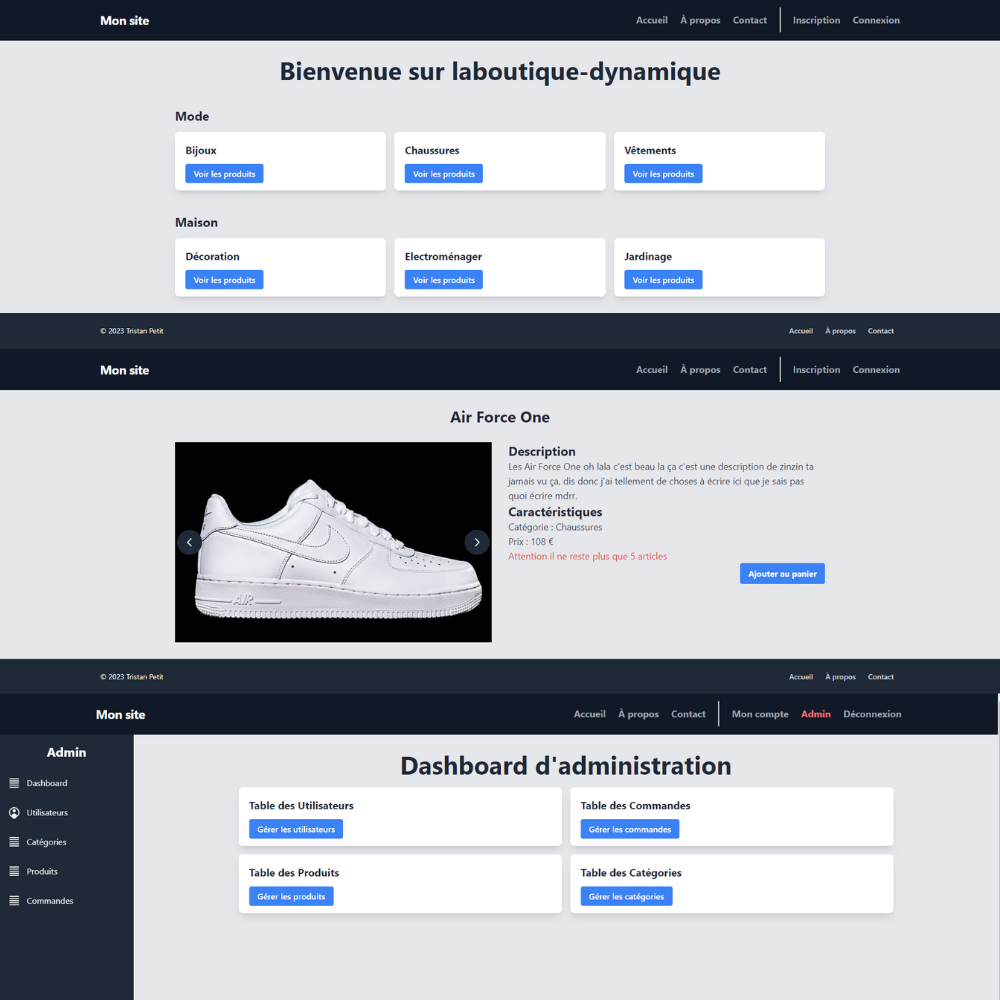 Mon site Accueil À propos Contact Inscription Connexion
Bienvenue sur laboutique-dynamique
Mode
Bijoux Chaussures Vêtements
Voir les produits Voir les produits Voir les produits
Maison
Décoration Electroménager Jardinage
Voir les produits Voir les produits Voir les produits
© 2023 Tristan Petit Accueil À propos Contact
Mon site Accueil À propos Contact Inscription Connexion
Air Force One
AIR
Description
Les Air Force One oh lala c'est beau la ça c'est une description de zinzin ta
jamais vu ça, dis donc j'ai tellement de choses à écrire ici que je sais pas
quoi écrire mdrr.
Caractéristiques
Catégorie : Chaussures
Prix : 108 €
Attention il ne reste plus que 5 articles
Ajouter au panier
© 2023 Tristan Petit Accueil À propos Contact
Mon site Accueil À propos Contact Mon compte Admin Déconnexion
Admin
Dashboard
Utilisateurs
Catégories
Produits
Commandes
Dashboard d'administration
Table des Utilisateurs Table des Commandes
Gérer les utilisateurs Gérer les commandes
Table des Produits Table des Catégories
Gérer les produits Gérer les catégories